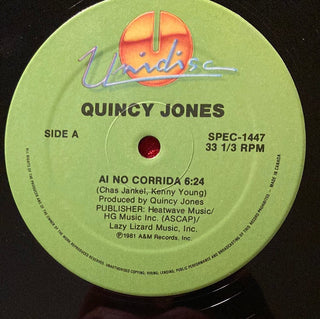 Unidisc
QUINCY JONES
SIDE A
SPEC-1447
33 1/3 RPM
AI NO CORRIDA 6:24
(Chas Jankel, Kenny Young)
Produced by Quincy Jones
PUBLISHER: Heatwave Music/
HG Music Inc. (ASCAP)/
Lazy Lizard Music, Inc.
℗1981 A&M Records, Inc.
MADE IN CANADA